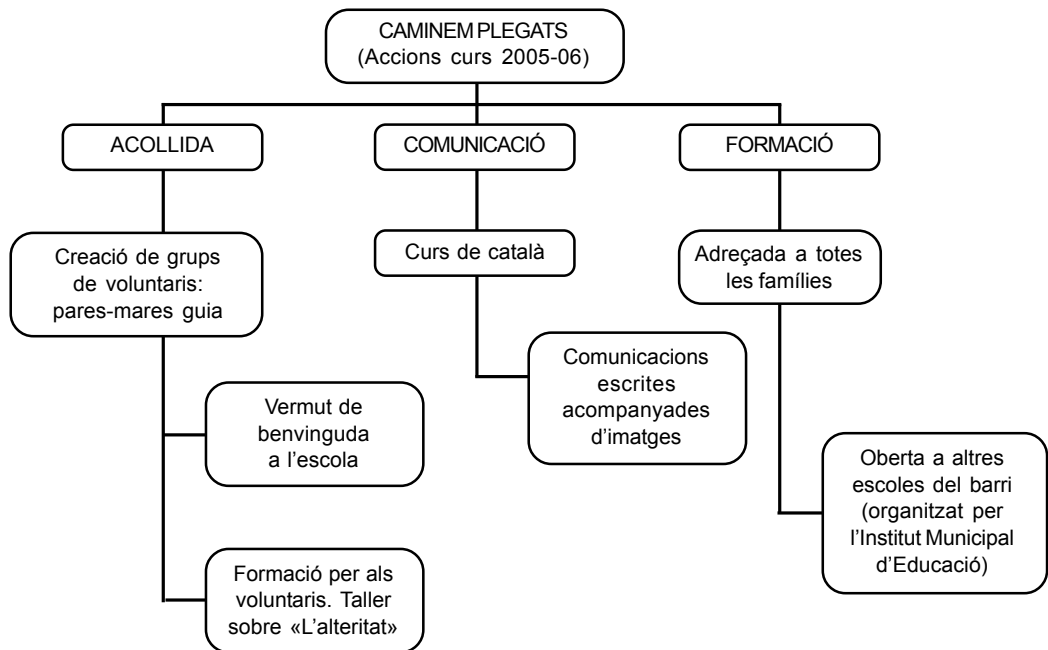 CAMINEM PLEGATS
(Accions curs 2005-06)
ACOLLIDA
COMUNICACIÓ
FORMACIÓ
Creació de grups
de voluntaris:
pares-mares guia
Curs de català
Adreçada a totes
les famílies
Vermut de
benvinguda
a l’escola
Comunicacions
escrites
acompanyades
d’imatges
Oberta a altres
escoles del barri
(organitzat per
l’Institut Municipal
d’Educació)
Formació per als
voluntaris. Taller
sobre «L’alteritat»